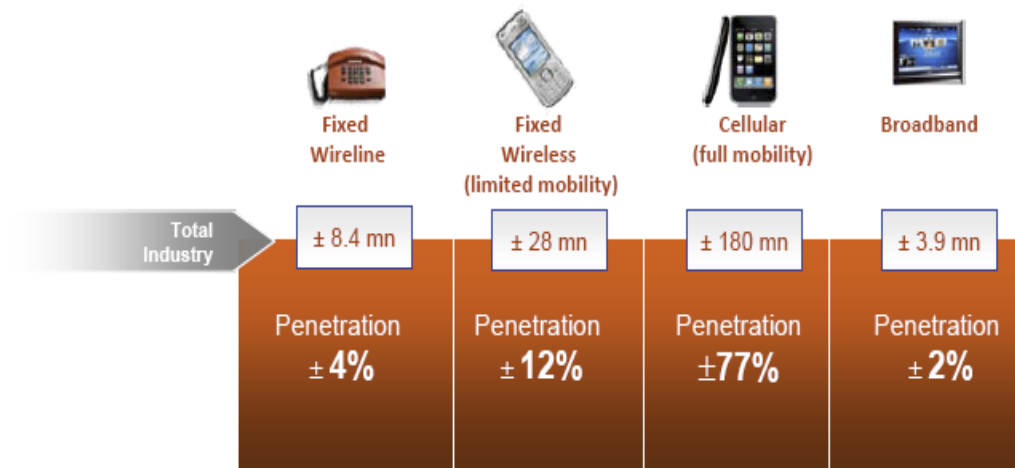 Fixed
Wireline
Fixed
Wireless
(limited mobility)
Cellular
(full mobility)
Broadband
Total
Industry
± 8.4 mn
± 28 mn
± 180 mn
± 3.9 mn
Penetration
± 4%
Penetration
± 12%
Penetration
±77%
Penetration
± 2%